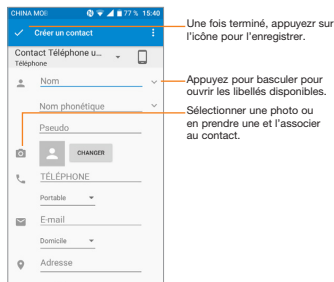 CHINA MOBI 77 % 15:40
Créer un contact
Contact Téléphone u...
Téléphone
Nom
Nom phonétique
Pseudo
CHANGER
TÉLÉPHONE
Portable
E-mail
Domicile
Adresse
Une fois terminé, appuyezr sur
l'icône pour l'enregistrer.
Appuyez pour basculer pour
ouvrir les libellés disponibles.
Sélectionner une photo ou
en prendre une et l'associer
au contact.